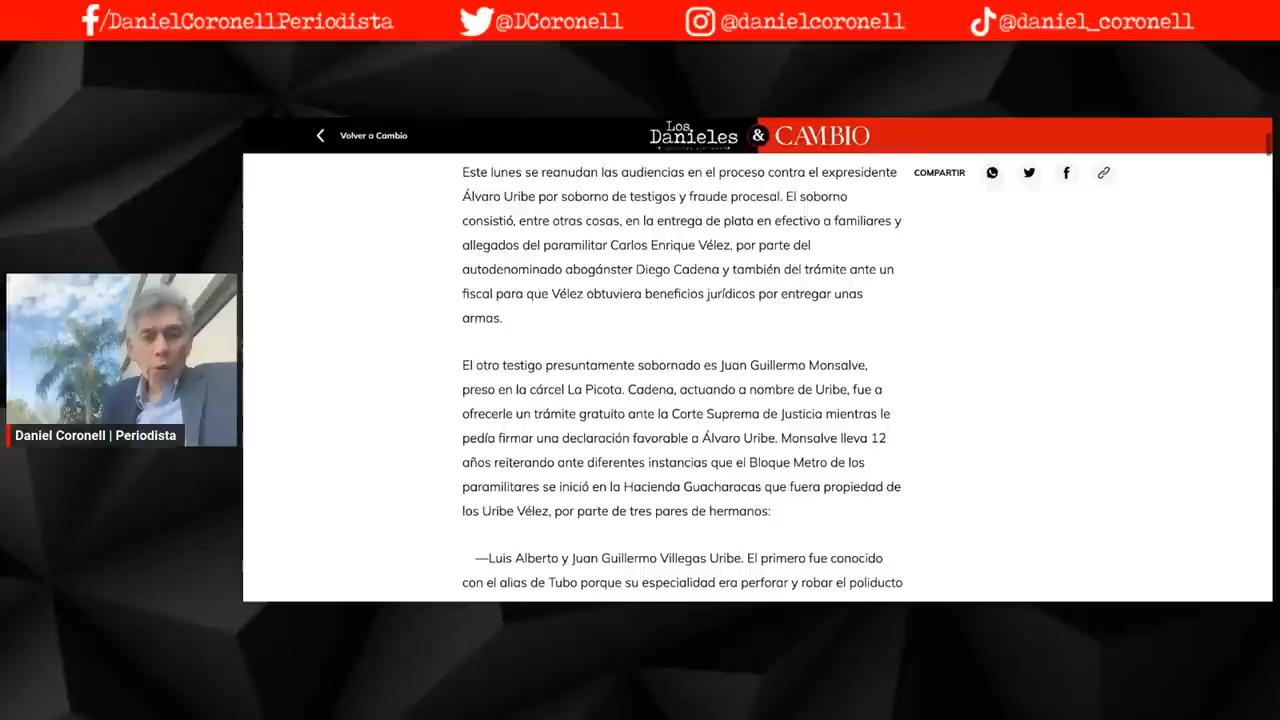 /DanielCoronellPeriodista
@DCoronell
@danielcoronell
@daniel_coronell
Volver a Cambio
Los Danieles & CAMBIO
Este lunes se reanudan las audiencias en el proceso contra el expresidente
Álvaro Uribe por soborno de testigos y fraude procesal. El soborno
consistió, entre otras cosas, en la entrega de plata en efectivo a familiares y
allegados del paramilitar Carlos Enrique Vélez, por parte del
autodenominado abogánster Diego Cadena y también del trámite ante un
fiscal para que Vélez obtuviera beneficios jurídicos por entregar unas
armas.
COMPARTIR
El otro testigo presuntamente sobornado es Juan Guillermo Monsalve,
preso en la cárcel La Picota. Cadena, actuando a nombre de Uribe, fue a
ofrecerle un trámite gratuito ante la Corte Suprema de Justicia mientras le
pedía firmar una declaración favorable a Álvaro Uribe. Monsalve lleva 12
años reiterando ante diferentes instancias que el Bloque Metro de los
paramilitares se inició en la Hacienda Guacharacas que fuera propiedad de
los Uribe Vélez, por parte de tres pares de hermanos:
—Luis Alberto y Juan Guillermo Villegas Uribe. El primero fue conocido
con el alias de Tubo porque su especialidad era perforar y robar el poliducto
Daniel Coronell | Periodista